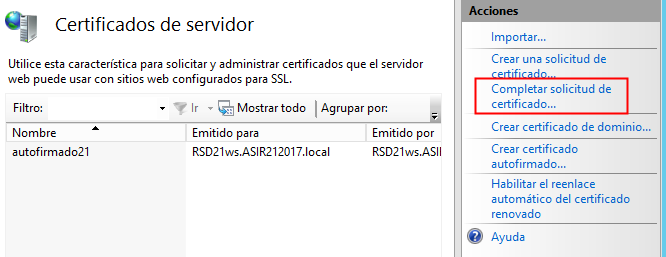 Certificados de servidor
Utilice esta característica para solicitar y administrar certificados que el servidor
web puede usar con sitios web configurados para SSL.
Filtro: Ir Mostrar todo Agrupar por:
Nombre Emitido para Emitido por
autofirmado21 RSD21ws.ASIR212017.local RSD21ws.ASIR
Acciones
Importar...
Crear una solicitud de
certificado...
Completar solicitud de
certificado...
Crear certificado de dominio...
Crear certificado
autofirmado...
Habilitar el reenlace
automático del certificado
renovado
Ayuda